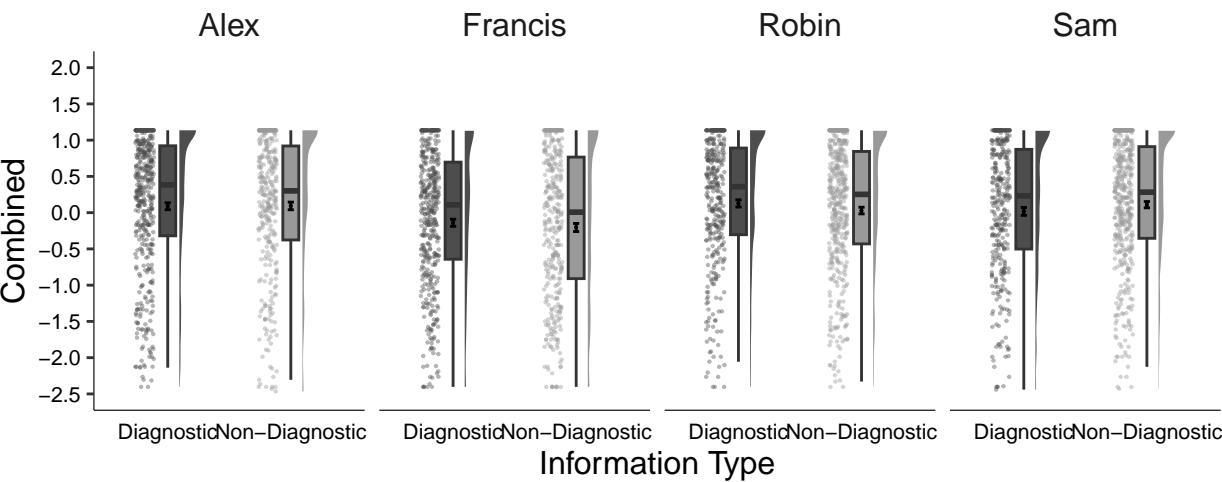 Alex Francis Robin Sam
Combined
2.0
1.5
1.0
0.5
0.0
−0.5
−1.0
−1.5
−2.0
−2.5
Diagnostic Non−Diagnostic Diagnostic Non−Diagnostic Diagnostic Non−Diagnostic Diagnostic Non−Diagnostic
Information Type